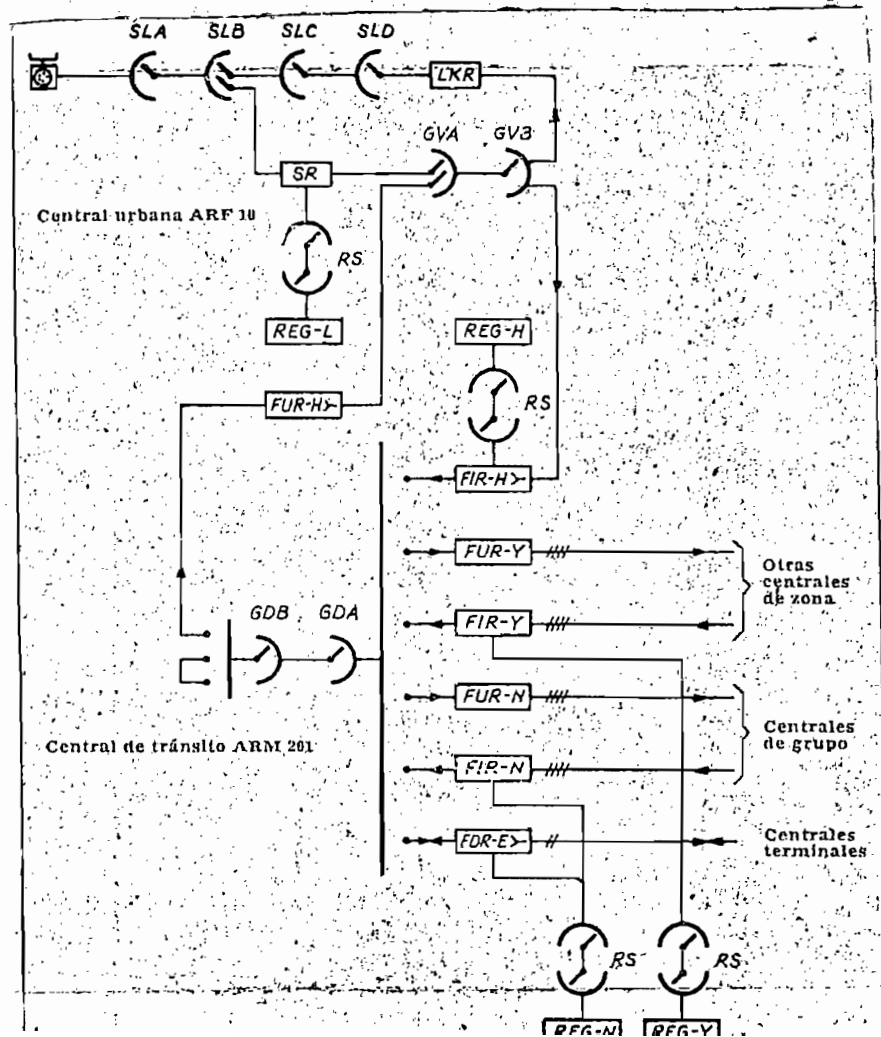 SLA SLB SLC SLD
LKR
GVA GVB
SR
Central urbana ARF 10
RS
REG-L REG-H
FUR-H RS
FIR-H
FUR-Y
Otras
centrales
de zona
GDB GDA
FIR-Y
FUR-N
Central de tránsito ARM 201
Centrales
de grupo
FIR-N
FDR-E
Centrales
terminales
RS RS
REG-N REG-Y